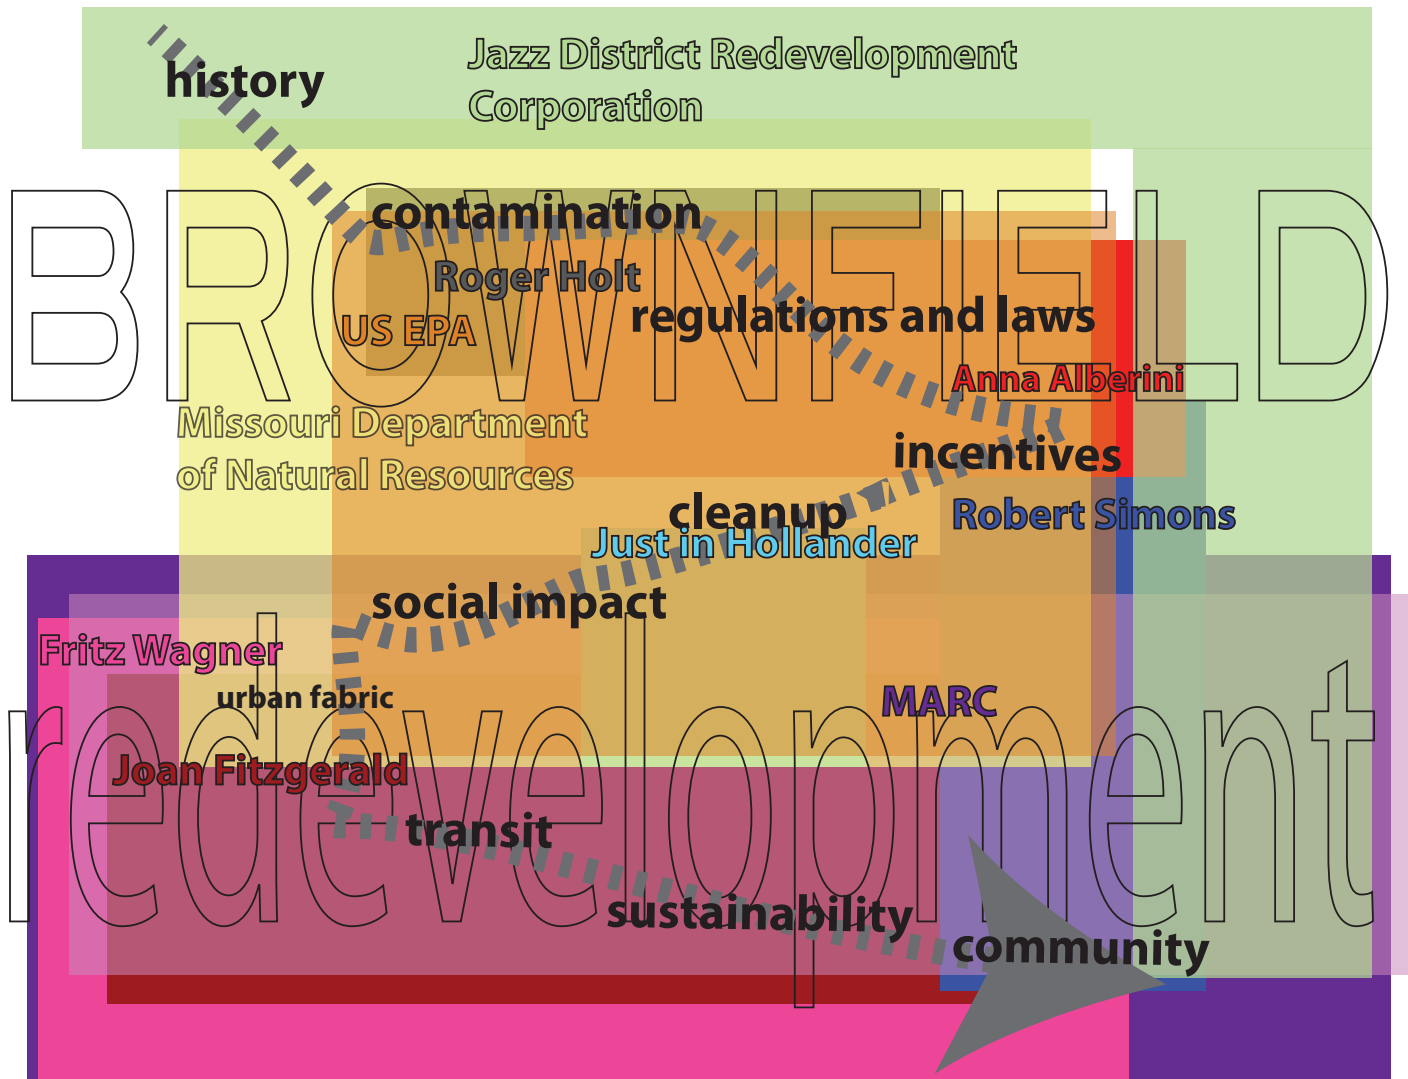 Jazz District Redevelopment
Corporation
history
BROWNFIELD
contamination
Roger Holt
US EPA
regulations and laws
Anna Alberini
Missouri Department
of Natural Resources
incentives
cleanup
Robert Simons
Just in Hollander
social impact
Fritz Wagner
urban fabric
MARC
redevelopment
Joan Fitzgerald
transit
sustainability
community